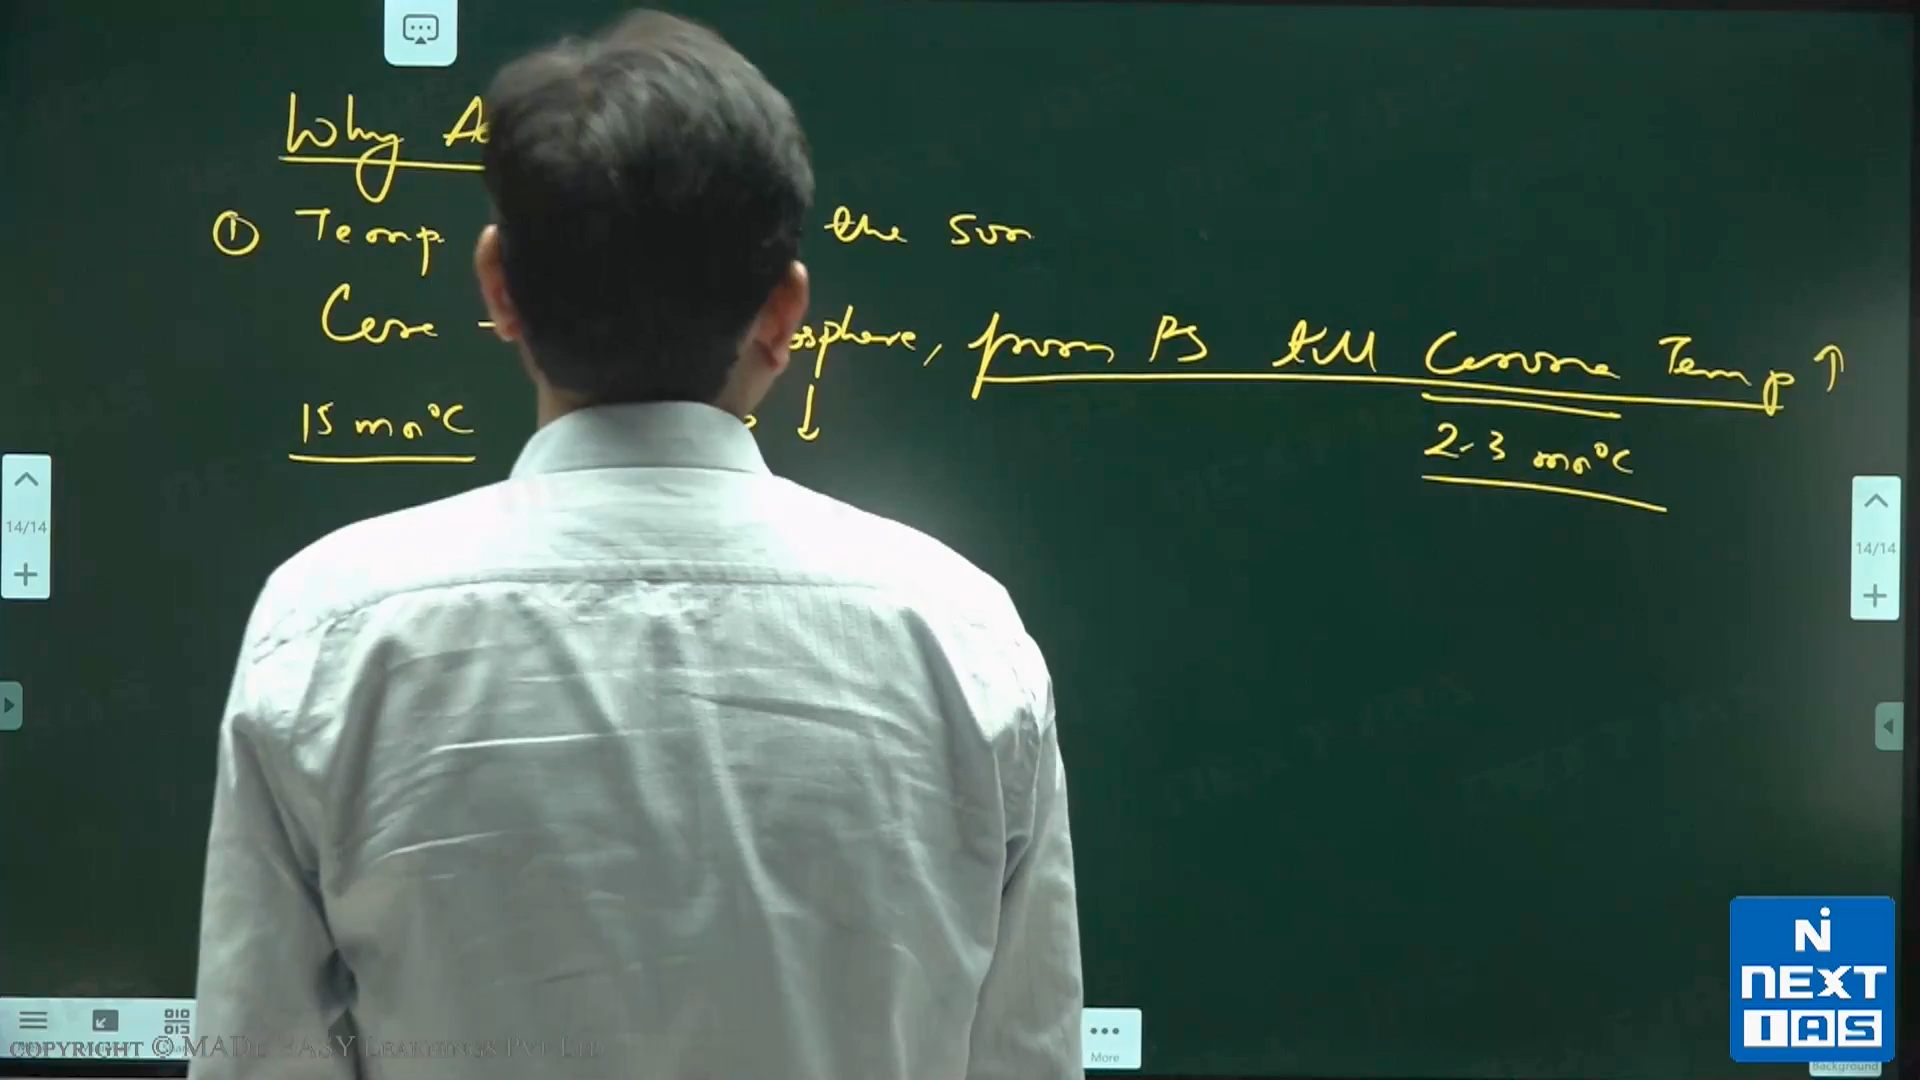 Why
① Temp the Sun
Core - osphere, from PS till Corona Temp ↑
15 mn°C ↓ 2-3 mn°C
14/14
14/14
More
Background
COPYRIGHT © MADE EASY LEARNINGS PVT. LTD
NEXT
IAS